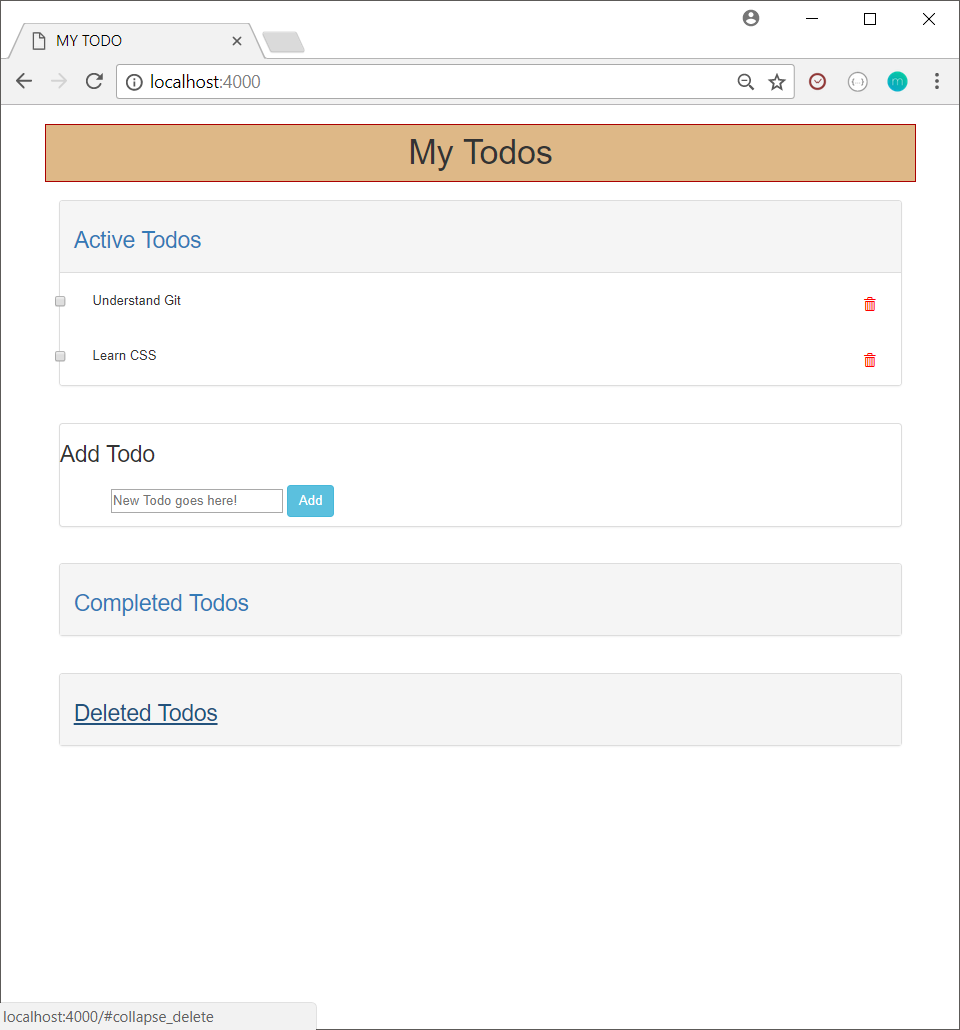 MY TODO
localhost:4000
m
My Todos
Active Todos
Understand Git
Learn CSS
Add Todo
New Todo goes here!
Add
Completed Todos
Deleted Todos
localhost:4000/#collapse_delete